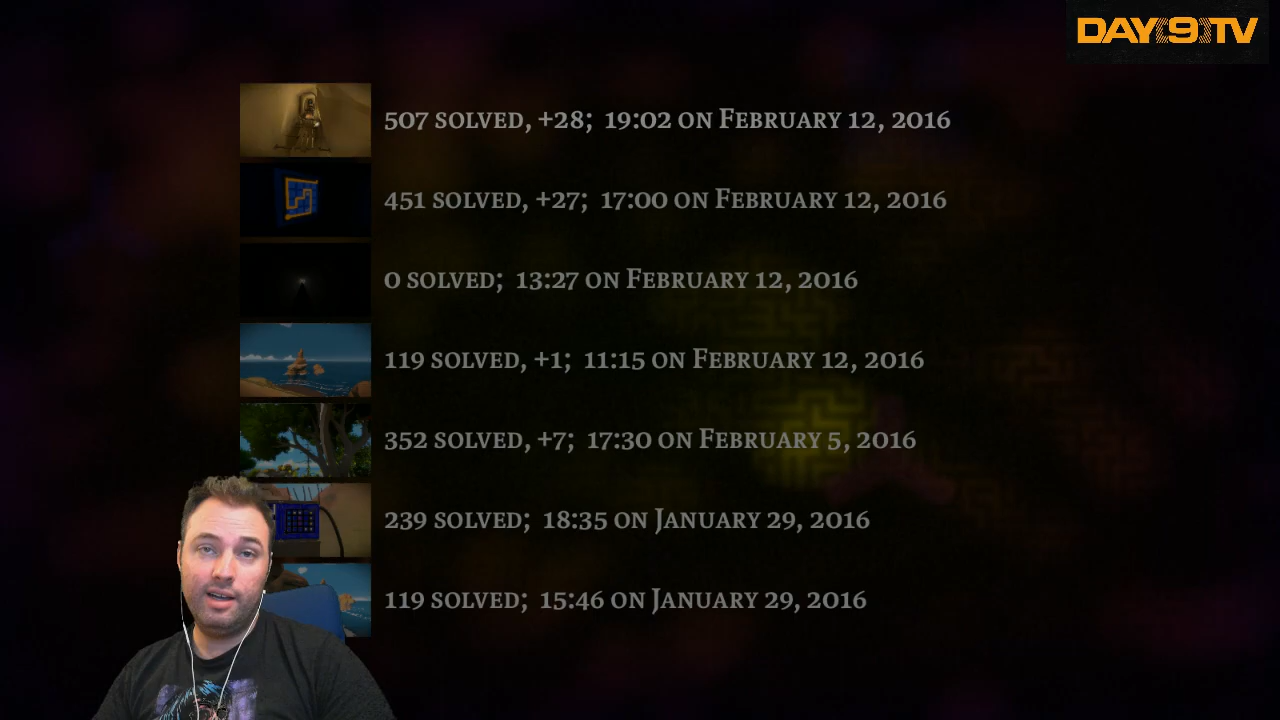 DAY[9]TV
507 solved, +28; 19:02 on February 12, 2016
451 solved, +27; 17:00 on February 12, 2016
0 solved; 13:27 on February 12, 2016
119 solved, +1; 11:15 on February 12, 2016
352 solved, +7; 17:30 on February 5, 2016
239 solved; 18:35 on January 29, 2016
119 solved; 15:46 on January 29, 2016